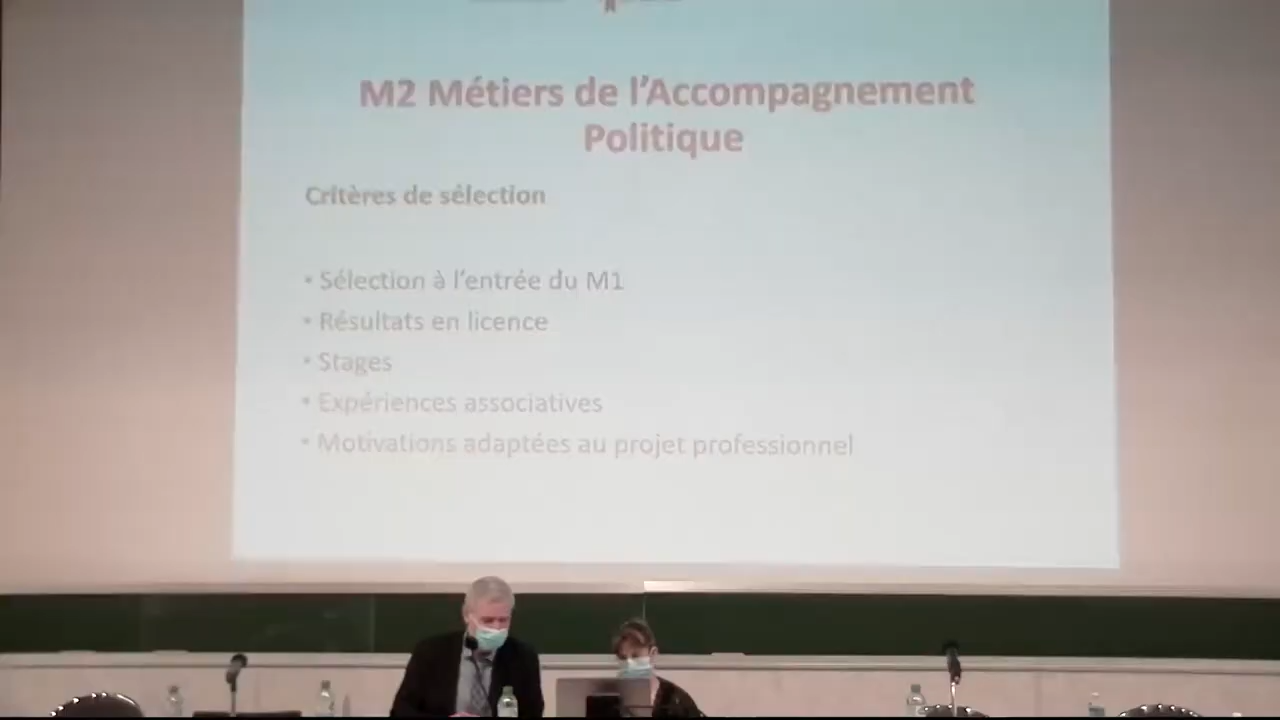 M2 Métiers de l'Accompagnement
Politique
Critères de sélection
• Sélection à l'entrée du M1
• Résultats en licence
• Stages
• Expériences associatives
• Motivations adaptées au projet professionnel